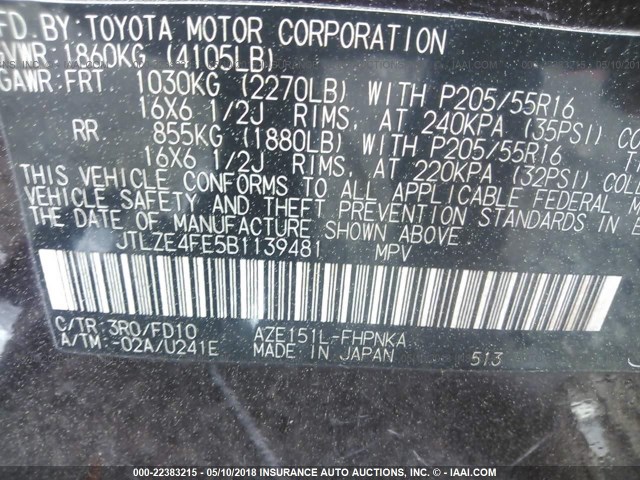 FD. BY: TOYOTA MOTOR CORPORATION
GVWR: 1860KG (4105LB)
GAWR: FRT 1030KG (2270LB) WITH P205/55R16
16X6 1/2J RIMS, AT 240KPA (35PSI) CO
RR 855KG (1880LB) WITH P205/55R16
16X6 1/2J RIMS, AT 220KPA (32PSI) COL
THIS VEHICLE CONFORMS TO ALL APPLICABLE FEDERAL M
VEHICLE SAFETY AND THEFT PREVENTION STANDARDS IN E
THE DATE OF MANUFACTURE SHOWN ABOVE
JTLZE4FE5B1139481 MPV
C/TR: 3R0/FD10 AZE151L-FHPNKA
A/TM: -02A/U241E MADE IN JAPAN 513
000-22383215 - 05/10/2018 - INSURANCE AUTO AUCTIONS, INC. - IAAI.COM